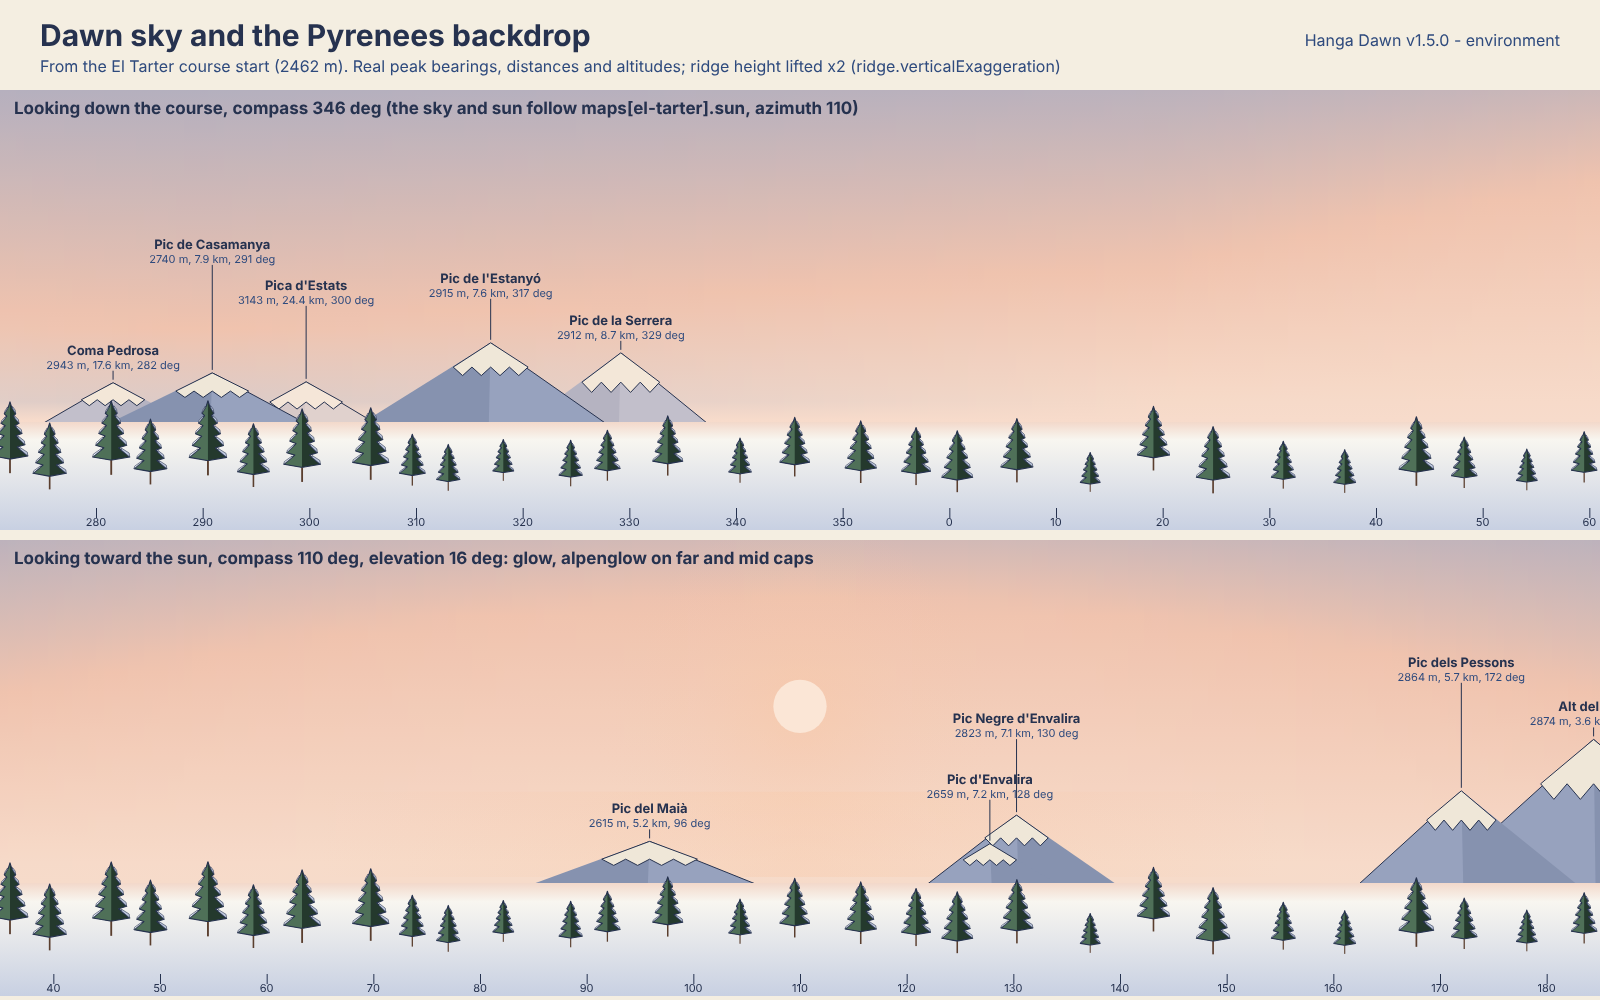 Dawn sky and the Pyrenees backdrop
Hanga Dawn v1.5.0 - environment
From the El Tarter course start (2462 m). Real peak bearings, distances and altitudes; ridge height lifted x2 (ridge.verticalExaggeration)
Looking down the course, compass 346 deg (the sky and sun follow maps[el-tarter].sun, azimuth 110)
Pic de Casamanya
2740 m, 7.9 km, 291 deg
Pica d'Estats
3143 m, 24.4 km, 300 deg
Pic de l'Estanyó
2915 m, 7.6 km, 317 deg
Pic de la Serrera
2912 m, 8.7 km, 329 deg
Coma Pedrosa
2943 m, 17.6 km, 282 deg
280 290 300 310 320 330 340 350 0 10 20 30 40 50 60
Looking toward the sun, compass 110 deg, elevation 16 deg: glow, alpenglow on far and mid caps
Pic dels Pessons
2864 m, 5.7 km, 172 deg
Alt del
2874 m, 3.6 k
Pic Negre d'Envalira
2823 m, 7.1 km, 130 deg
Pic d'Envalira
2659 m, 7.2 km, 128 deg
Pic del Maià
2615 m, 5.2 km, 96 deg
40 50 60 70 80 90 100 110 120 130 140 150 160 170 180